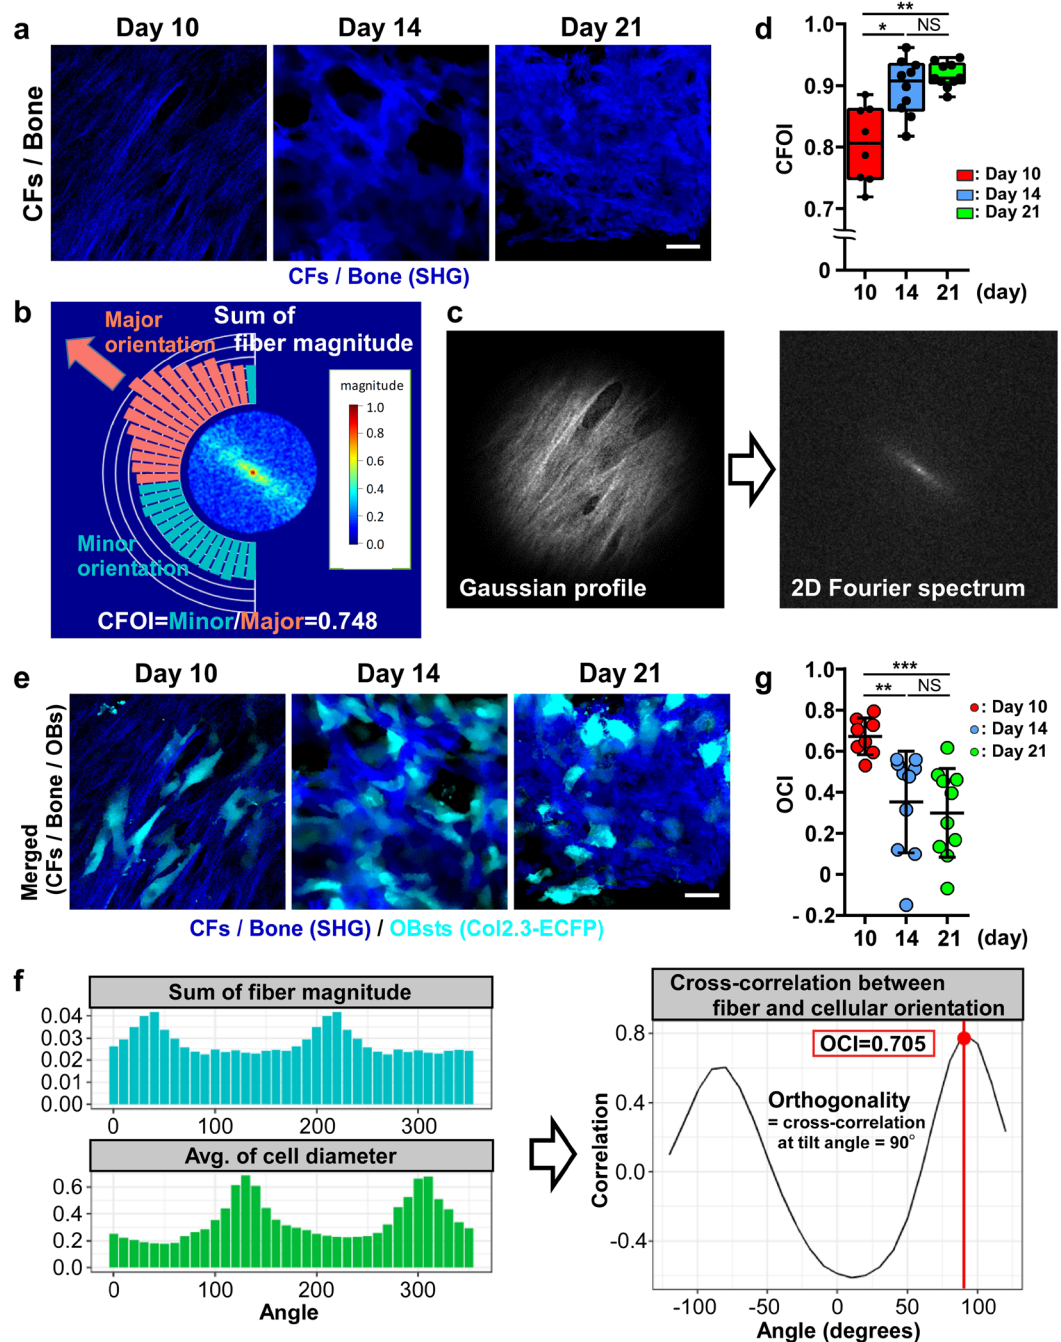 a
Day 10
Day 14
Day 21
CFs / Bone
CFs / Bone (SHG)
d
**
*
NS
1.0
0.9
0.8
0.7
0
CFOI
: Day 10
: Day 14
: Day 21
10 14 21 (day)
b
Major
orientation
Sum of
fiber magnitude
magnitude
1.0
0.8
0.6
0.4
0.2
0.0
Minor
orientation
CFOI=Minor/Major=0.748
c
Gaussian profile
2D Fourier spectrum
e
Day 10
Day 14
Day 21
Merged
(CFs / Bone / OBs)
CFs / Bone (SHG) / OBsts (Col2.3-ECFP)
g
***
**
NS
1.0
0.8
0.6
0.4
0.2
0
- 0.2
OCI
: Day 10
: Day 14
: Day 21
10 14 21 (day)
f
Sum of fiber magnitude
0.04
0.03
0.02
0.01
0.00
0 100 200 300
Avg. of cell diameter
0.6
0.4
0.2
0.0
0 100 200 300
Angle
Cross-correlation between
fiber and cellular orientation
OCI=0.705
Orthogonality
= cross-correlation
at tilt angle = 90°
0.8
0.4
0.0
-0.4
Correlation
-100 -50 0 50 100
Angle (degrees)